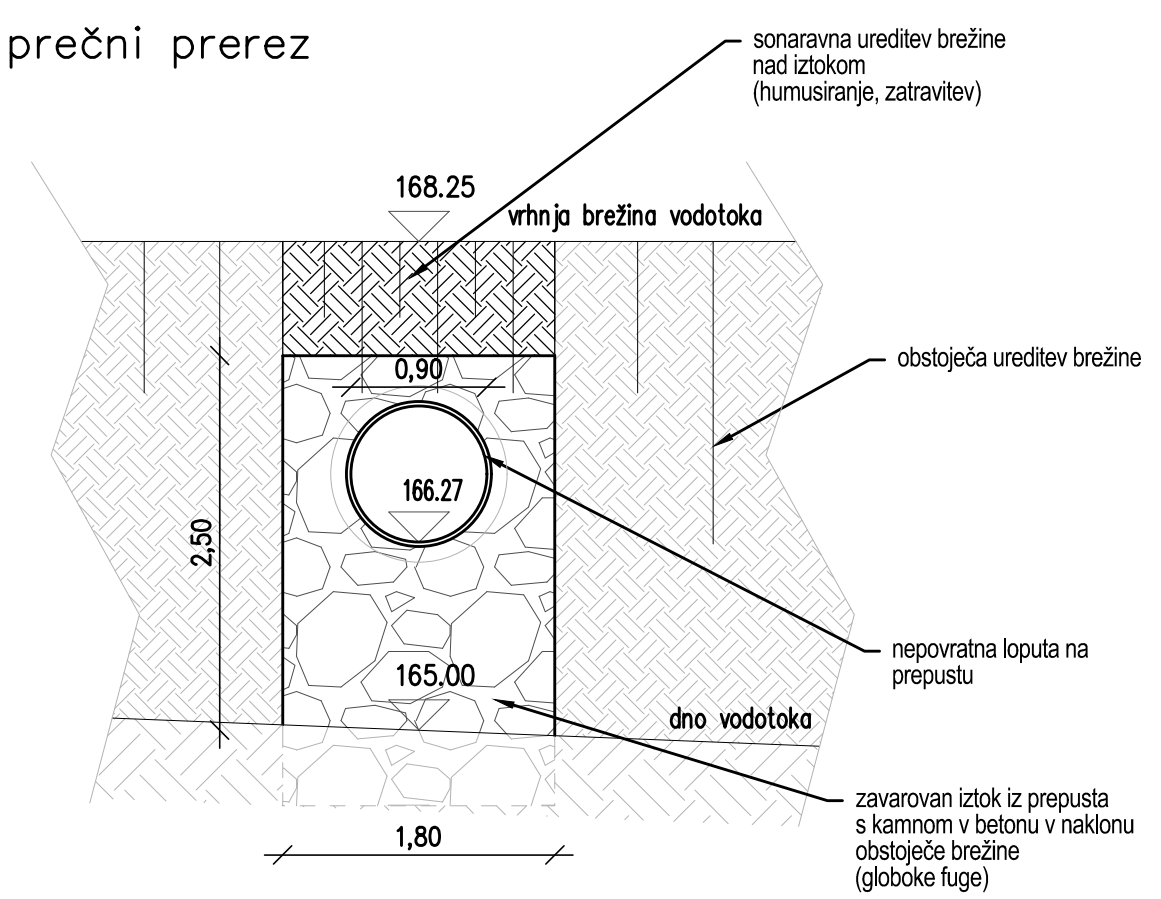 prečni prerez
sonaravna ureditev brežine
nad iztokom
(humusiranje, zatravitev)
168.25
vrhnja brežina vodotoka
obstoječa ureditev brežine
0,90
166.27
2,50
nepovratna loputa na
prepustu
165.00
dno vodotoka
zavarovan iztok iz prepusta
s kamnom v betonu v naklonu
obstoječe brežine
(globoke fuge)
1,80